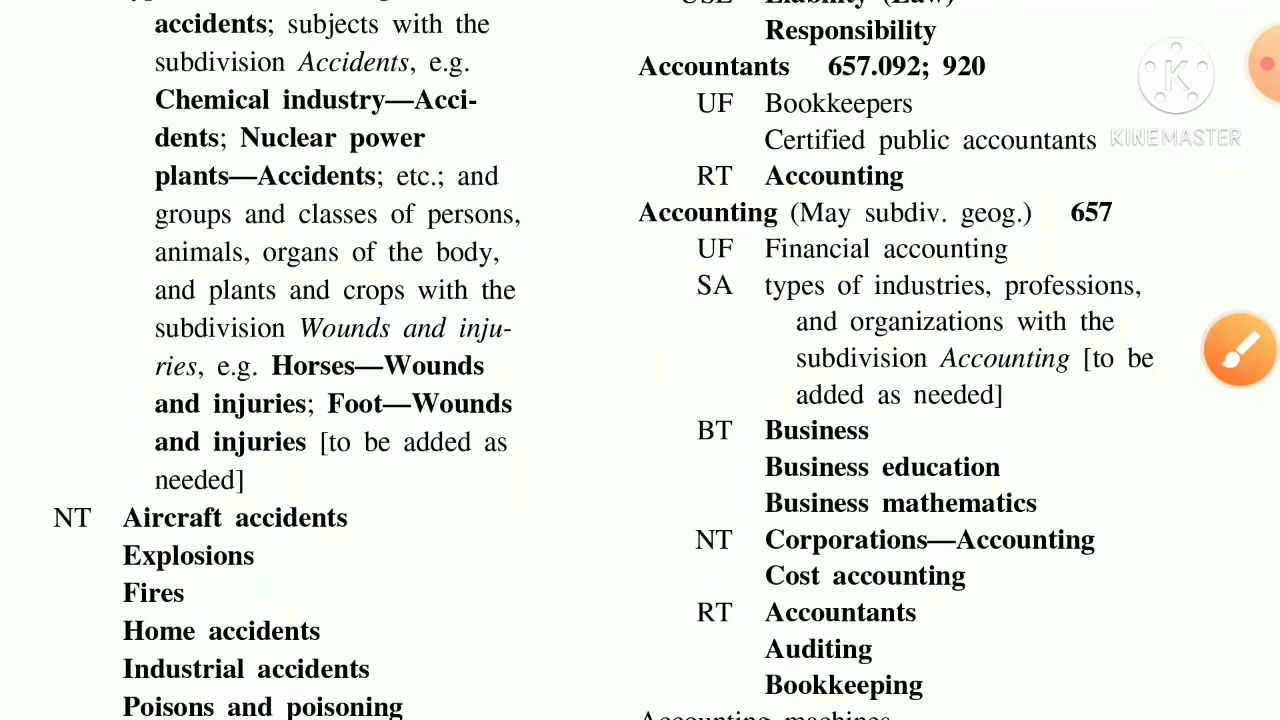 accidents; subjects with the
subdivision Accidents, e.g.
Chemical industry—Acci-
dents; Nuclear power
plants—Accidents; etc.; and
groups and classes of persons,
animals, organs of the body,
and plants and crops with the
subdivision Wounds and inju-
ries, e.g. Horses—Wounds
and injuries; Foot—Wounds
and injuries [to be added as
needed]
NT Aircraft accidents
Explosions
Fires
Home accidents
Industrial accidents
Poisons and poisoning
USE Liability (Law)
Responsibility
Accountants 657.092; 920
UF Bookkeepers
Certified public accountants
RT Accounting
Accounting (May subdiv. geog.) 657
UF Financial accounting
SA types of industries, professions,
and organizations with the
subdivision Accounting [to be
added as needed]
BT Business
Business education
Business mathematics
NT Corporations—Accounting
Cost accounting
RT Accountants
Auditing
Bookkeeping
Accounting machines
K
KINEMASTER